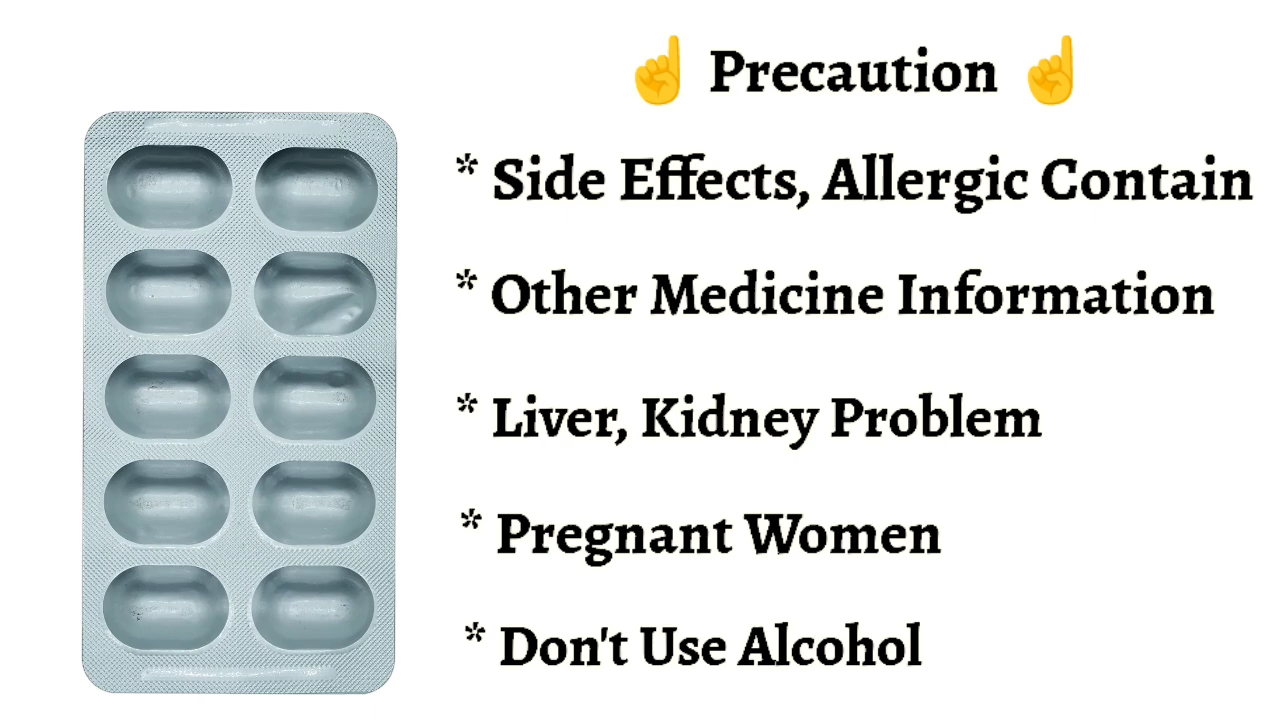 ☝ Precaution ☝
* Side Effects, Allergic Contain
* Other Medicine Information
* Liver, Kidney Problem
* Pregnant Women
* Don't Use Alcohol